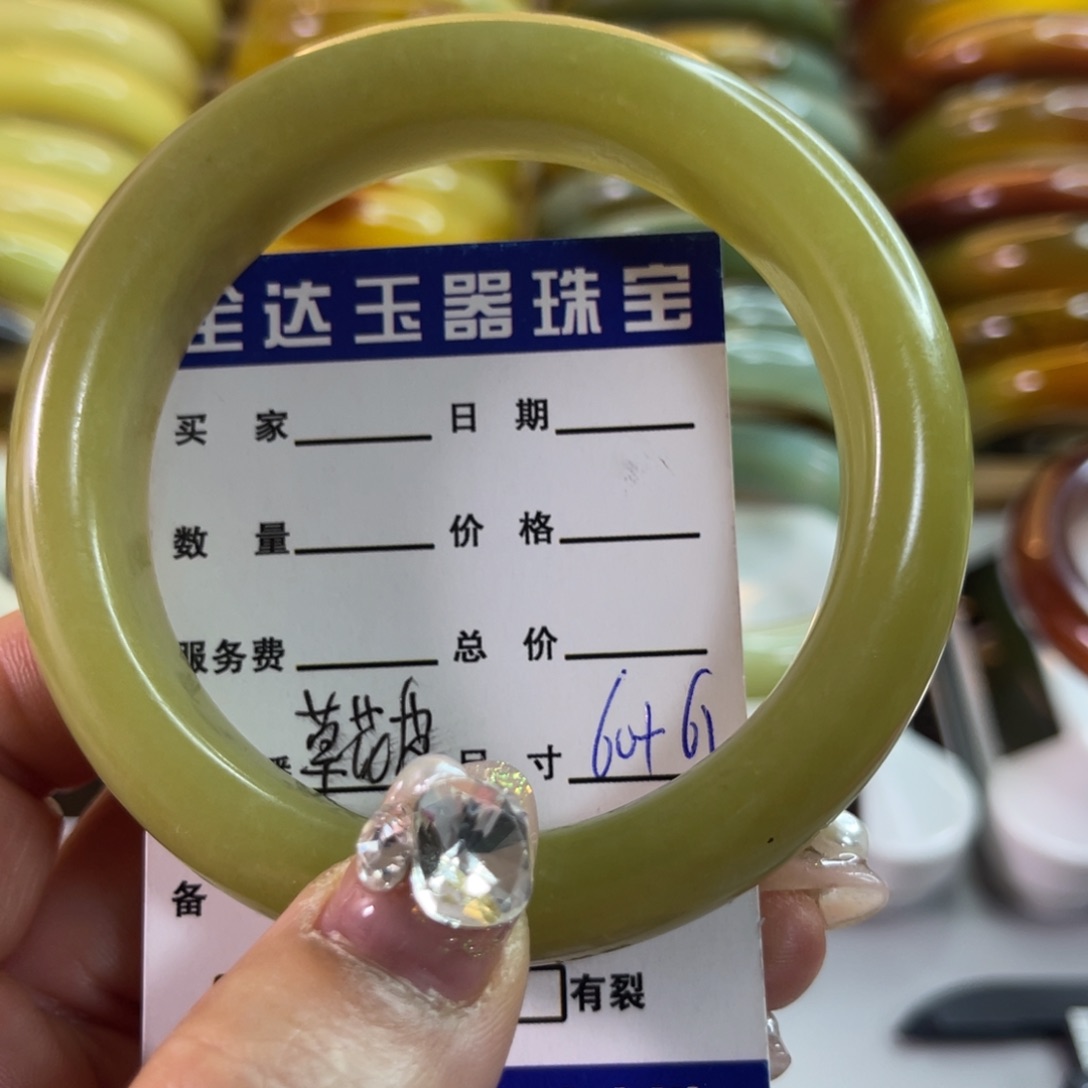 全达玉器珠宝
买 家 日 期
数 量 价 格
服务费 总 价
草花皮 尺 寸 60+61
备
有裂